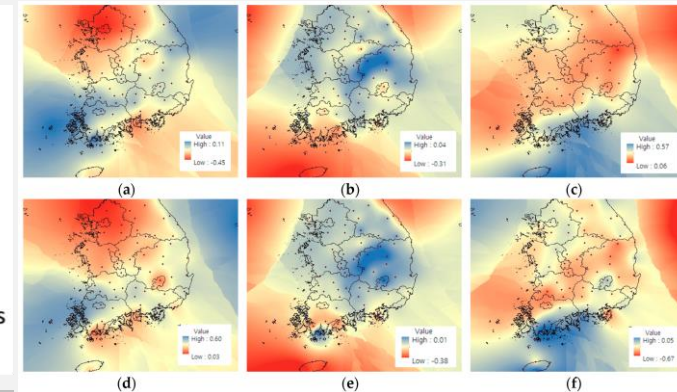 Value
High : 0.11
Low : -0.45
Value
High : 0.04
Low : -0.31
Value
High : 0.57
Low : 0.06
(a)
(b)
(c)
Value
High : 0.60
Low : 0.03
Value
High : 0.01
Low : -0.38
Value
High : 0.05
Low : -0.67
s
(d)
(e)
(f)